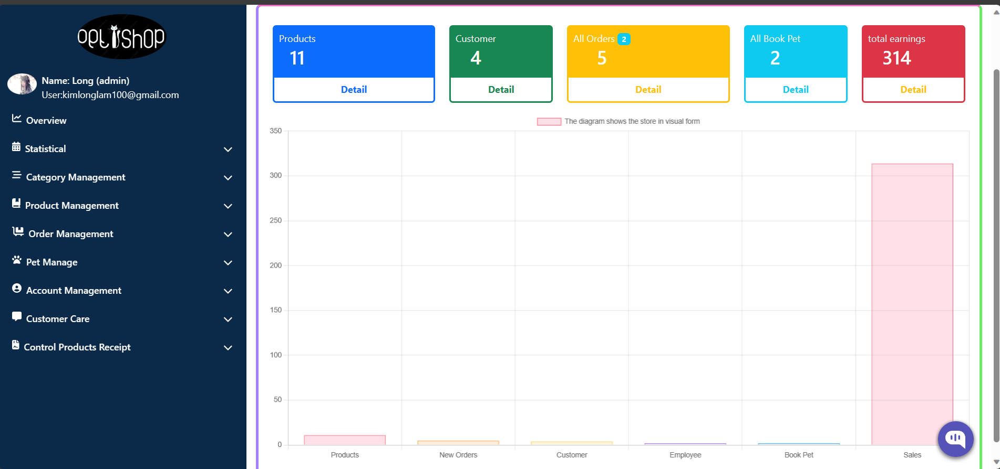 OPLISHOP
Name: Long (admin)
User:kimlonglam100@gmail.com
Overview
Statistical
Category Management
Product Management
Order Management
Pet Manage
Account Management
Customer Care
Control Products Receipt
Products
11
Detail
Customer
4
Detail
All Orders 2
5
Detail
All Book Pet
2
Detail
total earnings
314
Detail
The diagram shows the store in visual form
350
300
250
200
150
100
50
0
Products
New Orders
Customer
Employee
Book Pet
Sales